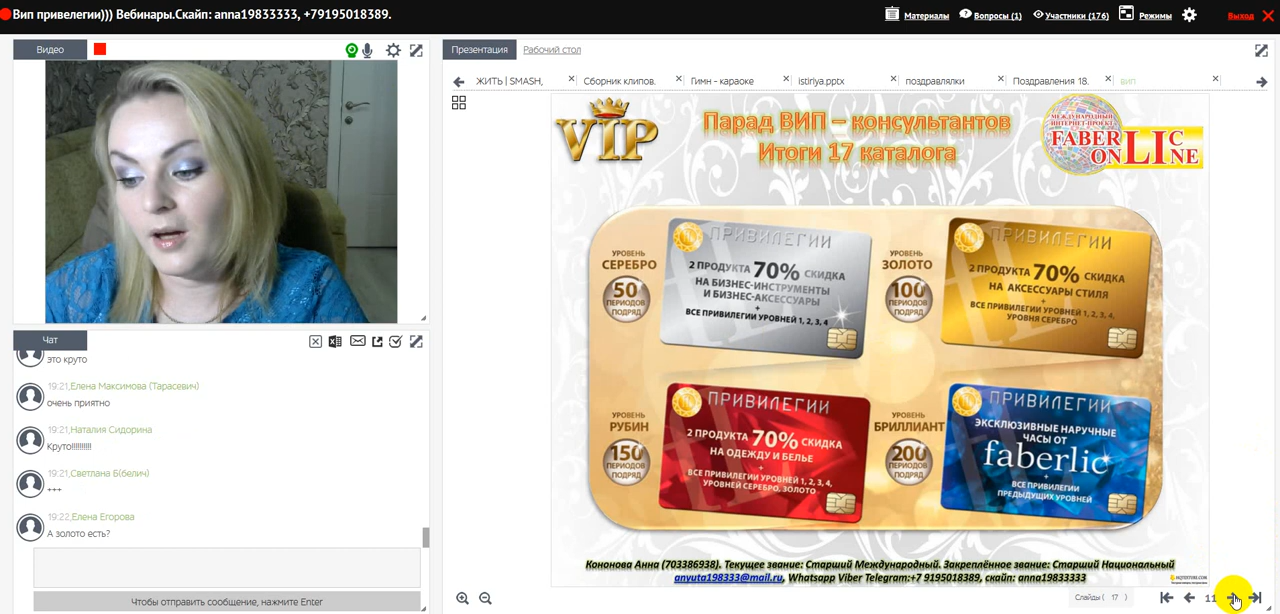 Вип привелегии))) Вебинары.Скайп: anna19833333, +79195018389.
Материалы
Вопросы (1)
Участники (176)
Режимы
Выход
Видео
Презентация
Рабочий стол
ЖИТЬ | SMASH,
Сборник клипов.
Гимн - караоке
istiriya.pptx
поздравлялки
Поздравления 18.
вип
VIP
Парад ВИП – консультантов
Итоги 17 каталога
МЕЖДУНАРОДНЫЙ
ИНТЕРНЕТ-ПРОЕКТ
FABERLIC
ONLINE
УРОВЕНЬ
СЕРЕБРО
50
ПЕРИОДОВ
ПОДРЯД
ПРИВИЛЕГИИ
2 ПРОДУКТА 70% СКИДКА
НА БИЗНЕС-ИНСТРУМЕНТЫ
И БИЗНЕС-АКСЕССУАРЫ
+
ВСЕ ПРИВИЛЕГИИ УРОВНЕЙ 1, 2, 3, 4
УРОВЕНЬ
ЗОЛОТО
100
ПЕРИОДОВ
ПОДРЯД
ПРИВИЛЕГИИ
2 ПРОДУКТА 70% СКИДКА
НА АКСЕССУАРЫ СТИЛЯ
+
ВСЕ ПРИВИЛЕГИИ УРОВНЕЙ 1, 2, 3, 4,
УРОВНЯ СЕРЕБРО
УРОВЕНЬ
РУБИН
150
ПЕРИОДОВ
ПОДРЯД
ПРИВИЛЕГИИ
2 ПРОДУКТА 70% СКИДКА
НА ОДЕЖДУ И БЕЛЬЕ
+
ВСЕ ПРИВИЛЕГИИ УРОВНЕЙ 1, 2, 3, 4,
УРОВНЕЙ СЕРЕБРО, ЗОЛОТО
УРОВЕНЬ
БРИЛЛИАНТ
200
ПЕРИОДОВ
ПОДРЯД
ПРИВИЛЕГИИ
ЭКСКЛЮЗИВНЫЕ НАРУЧНЫЕ
ЧАСЫ ОТ
faberlic
+
ВСЕ ПРИВИЛЕГИИ
ПРЕДЫДУЩИХ УРОВНЕЙ
Кононова Анна (703386938). Текущее звание: Старший Международный. Закреплённое звание: Старший Национальный
anyuta198333@mail.ru, Whatsapp Viber Telegram:+7 9195018389, скайп: anna19833333
Слайды ( 17 )
11
Чат
это круто
19:21,Елена Максимова (Тарасевич)
очень приятно
19:21,Наталия Сидорина
Круто!!!!!!!!!!
19:21,Светлана Б(белич)
+++
19:22,Елена Егорова
А золото есть?
Чтобы отправить сообщение, нажмите Enter